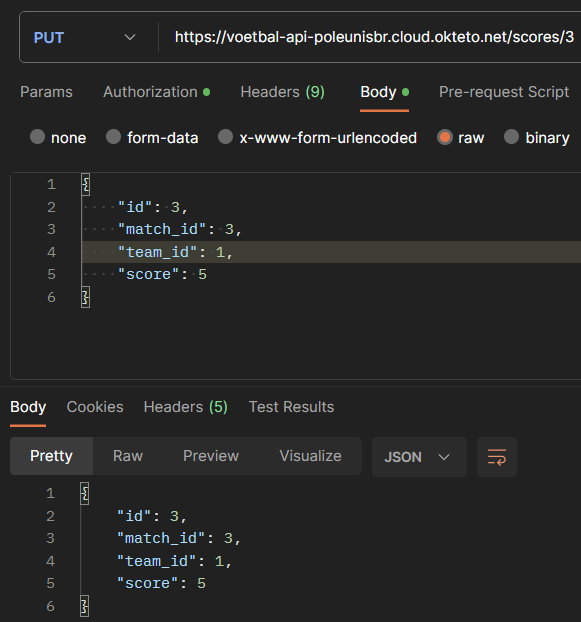 PUT https://voetbal-api-poleunisbr.cloud.okteto.net/scores/3
Params Authorization Headers (9) Body Pre-request Script
none form-data x-www-form-urlencoded raw binary
1 {
2 "id": 3,
3 "match_id": 3,
4 "team_id": 1,
5 "score": 5
6 }
Body Cookies Headers (5) Test Results
Pretty Raw Preview Visualize JSON
1 {
2 "id": 3,
3 "match_id": 3,
4 "team_id": 1,
5 "score": 5
6 }